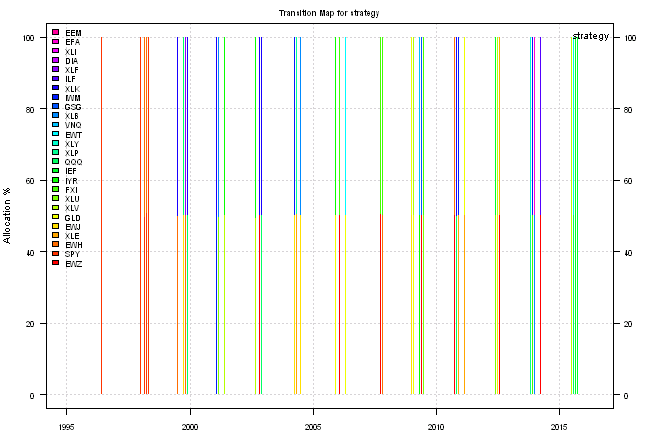 Transition Map for strategy
strategy
EEM
EFA
XLI
DIA
XLF
ILF
XLK
IWM
GSG
XLB
VNQ
EWT
XLY
XLP
QQQ
IEF
IYR
FXI
XLU
XLV
GLD
EWJ
XLE
EWH
SPY
EWZ
Allocation %
100
80
60
40
20
0
100
80
60
40
20
0
1995 2000 2005 2010 2015